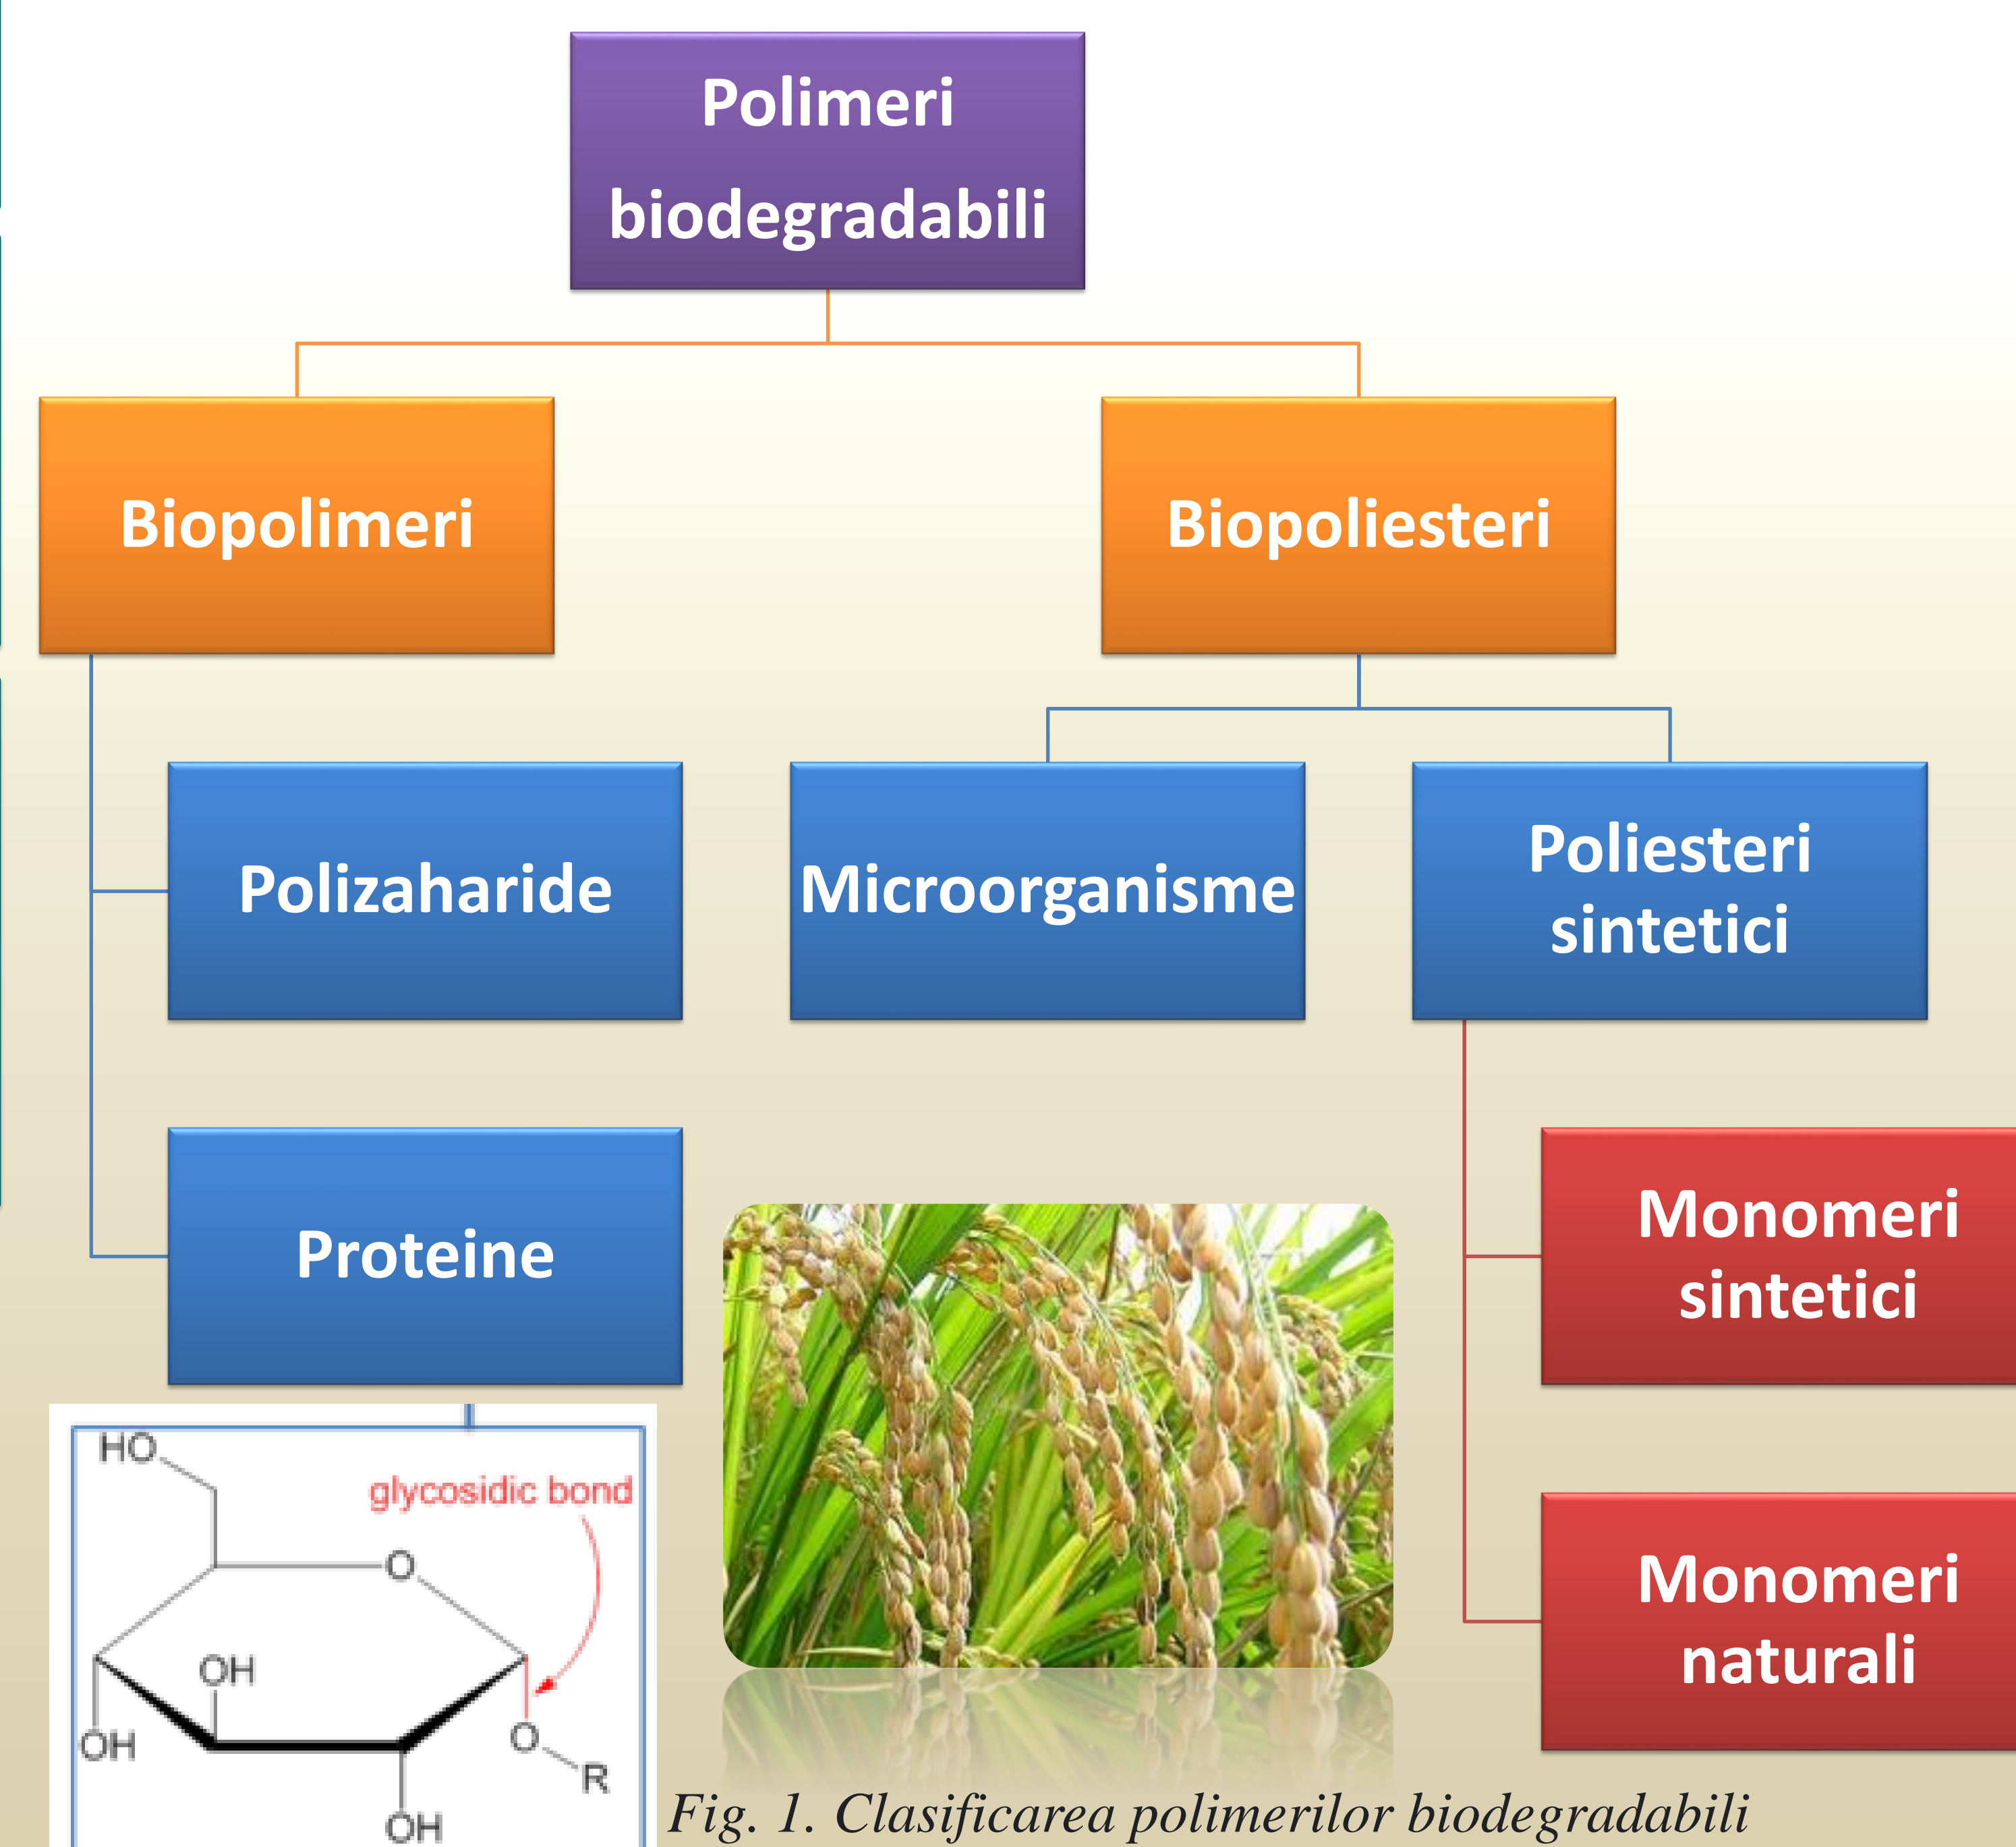 Polimeri
biodegradabili
Biopolimeri
Biopoliesteri
Polizaharide
Microorganisme
Poliesteri
sintetici
Proteine
Monomeri
sintetici
Monomeri
naturali
HO
glycosidic bond
O
OH
OH
O
R
OH
Fig. 1. Clasificarea polimerilor biodegradabili